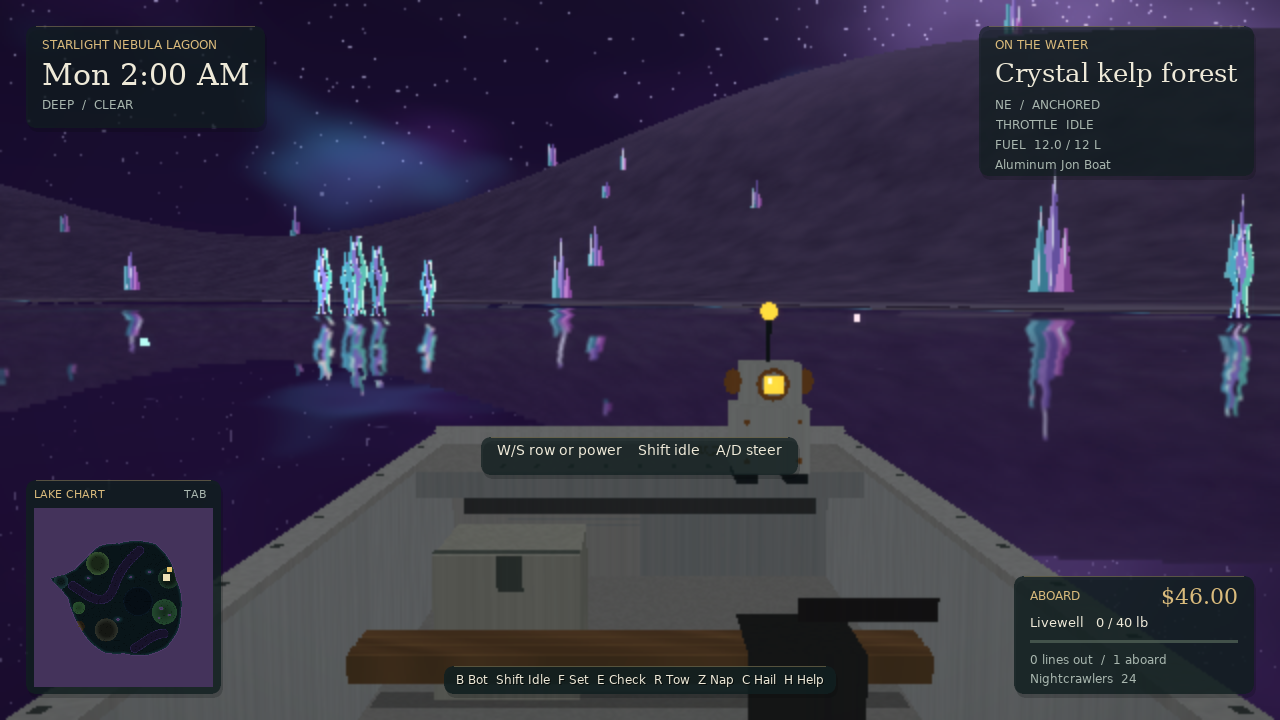 STARLIGHT NEBULA LAGOON
Mon 2:00 AM
DEEP / CLEAR
ON THE WATER
Crystal kelp forest
NE / ANCHORED
THROTTLE IDLE
FUEL 12.0 / 12 L
Aluminum Jon Boat
W/S row or power Shift idle A/D steer
LAKE CHART TAB
ABOARD $46.00
Livewell 0 / 40 lb
0 lines out / 1 aboard
Nightcrawlers 24
B Bot Shift Idle F Set E Check R Tow Z Nap C Hail H Help